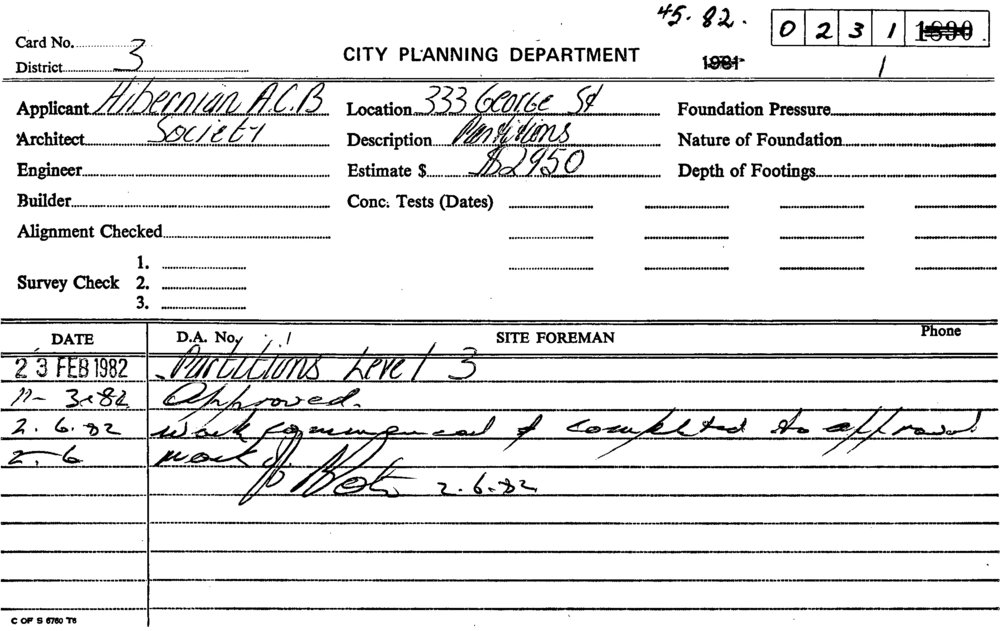 45. 82.
0 2 3 1 1890
Card No. 3
District
CITY PLANNING DEPARTMENT
1981
1
Applicant Hibernian A.C.B Location 333 George St Foundation Pressure
Architect Society Description Partitions Nature of Foundation
Engineer Estimate $ $2950 Depth of Footings
Builder Conc. Tests (Dates)
Alignment Checked
1.
Survey Check 2.
3.
DATE D.A. No. SITE FOREMAN Phone
23 FEB 1982 Partitions Level 3
11-3-82 Approved.
2.6.82 work commenced & completed to approved
2-6 work
2.6.82
C OF S 6760 T6